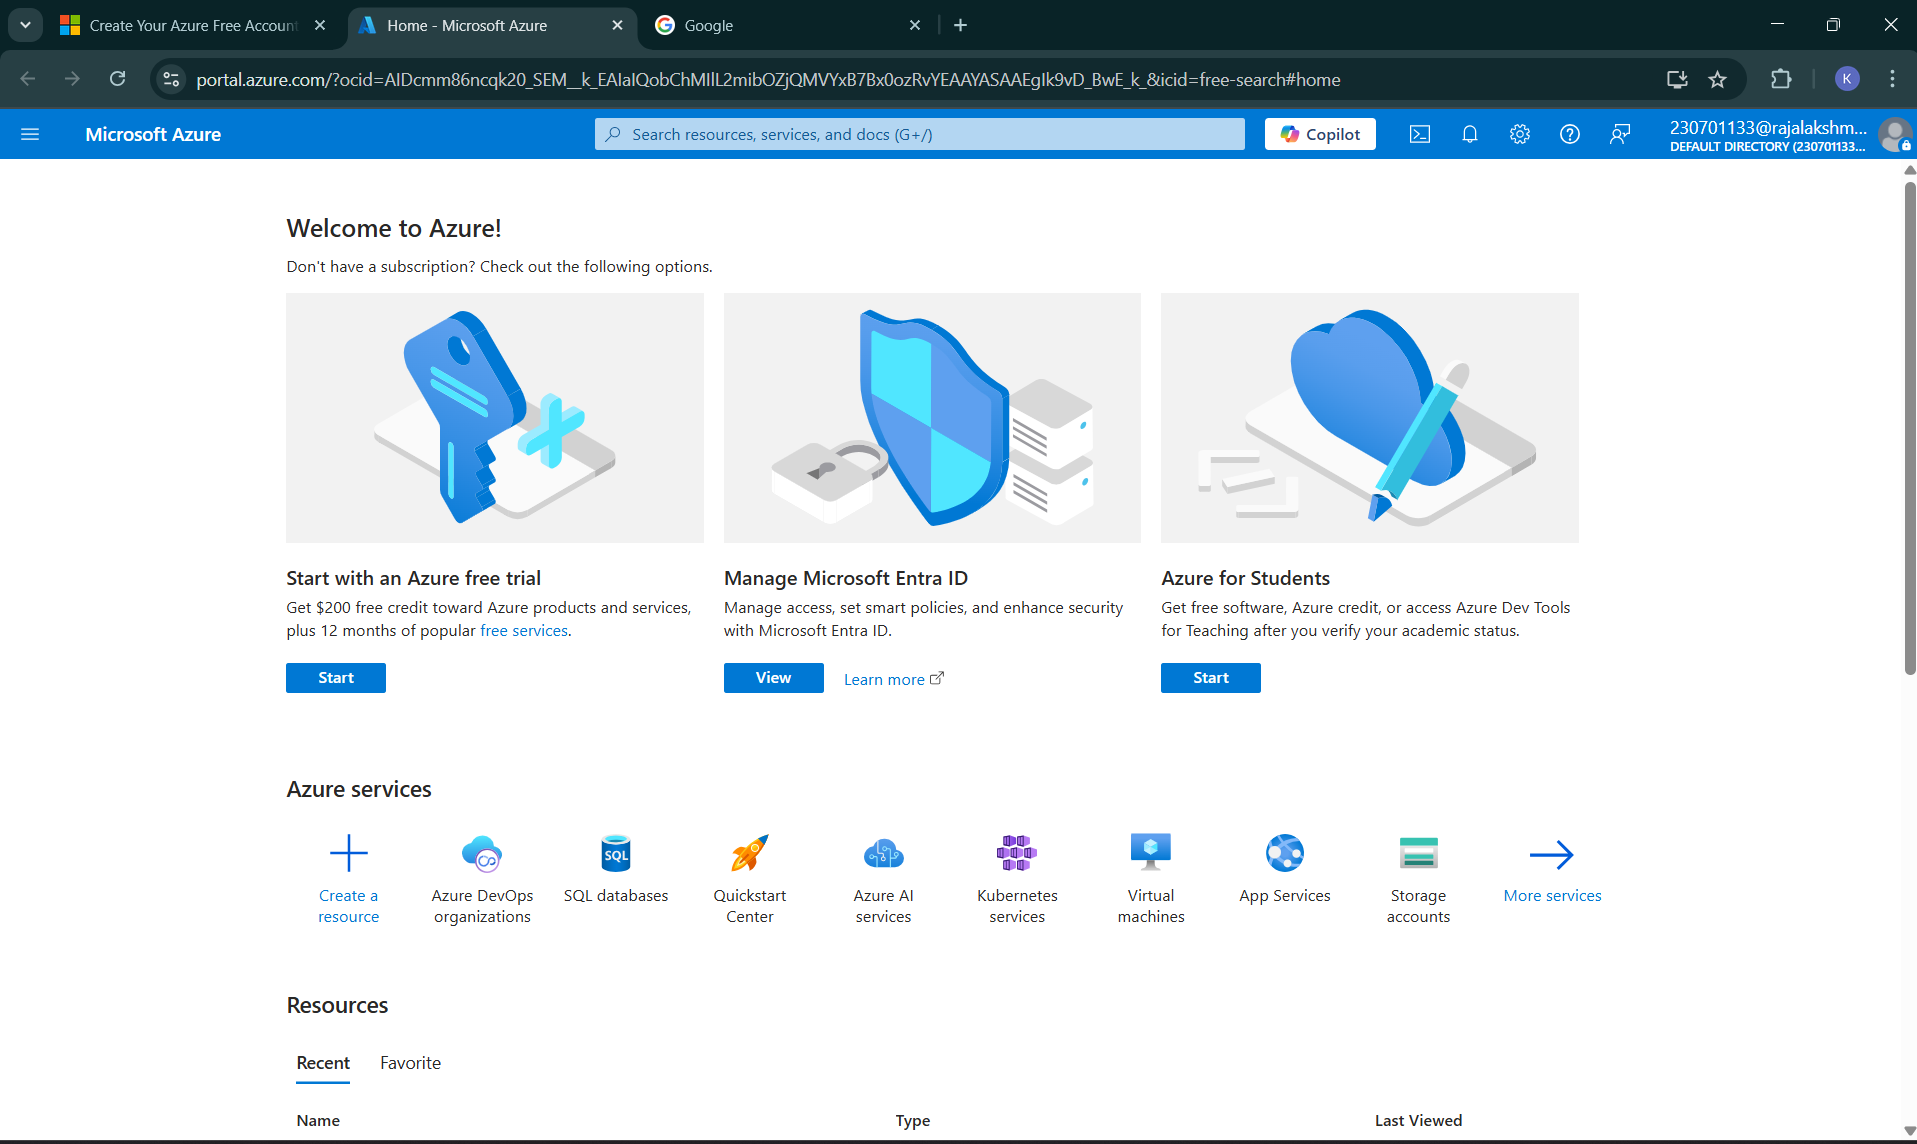 Create Your Azure Free Account
Home - Microsoft Azure
Google
portal.azure.com/?ocid=AIDcmm86ncqk20_SEM__k_EAIaIQobChMIlL2mibOZjQMVYxB7Bx0ozRvYEAAYASAAEgIk9vD_BwE_k_&icid=free-search#home
K
Microsoft Azure
Search resources, services, and docs (G+/)
Copilot
230701133@rajalakshm...
DEFAULT DIRECTORY (230701133...
Welcome to Azure!
Don't have a subscription? Check out the following options.
Start with an Azure free trial
Get $200 free credit toward Azure products and services,
plus 12 months of popular free services.
Start
Manage Microsoft Entra ID
Manage access, set smart policies, and enhance security
with Microsoft Entra ID.
View
Learn more
Azure for Students
Get free software, Azure credit, or access Azure Dev Tools
for Teaching after you verify your academic status.
Start
Azure services
Create a
resource
Azure DevOps
organizations
SQL
SQL databases
Quickstart
Center
Azure AI
services
Kubernetes
services
Virtual
machines
App Services
Storage
accounts
More services
Resources
Recent
Favorite
Name
Type
Last Viewed